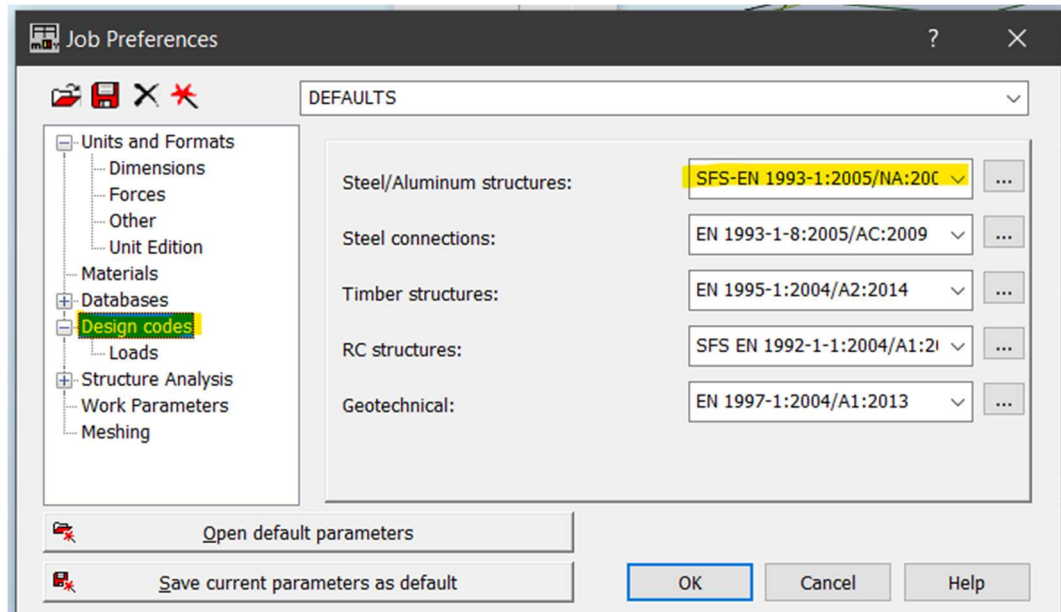 Job Preferences ?
DEFAULTS
Units and Formats
Dimensions
Forces
Other
Unit Edition
Materials
Databases
Design codes
Loads
Structure Analysis
Work Parameters
Meshing
Steel/Aluminum structures: SFS-EN 1993-1:2005/NA:200 ...
Steel connections: EN 1993-1-8:2005/AC:2009 ...
Timber structures: EN 1995-1:2004/A2:2014 ...
RC structures: SFS EN 1992-1-1:2004/A1:2 ...
Geotechnical: EN 1997-1:2004/A1:2013 ...
Open default parameters
Save current parameters as default
OK Cancel Help